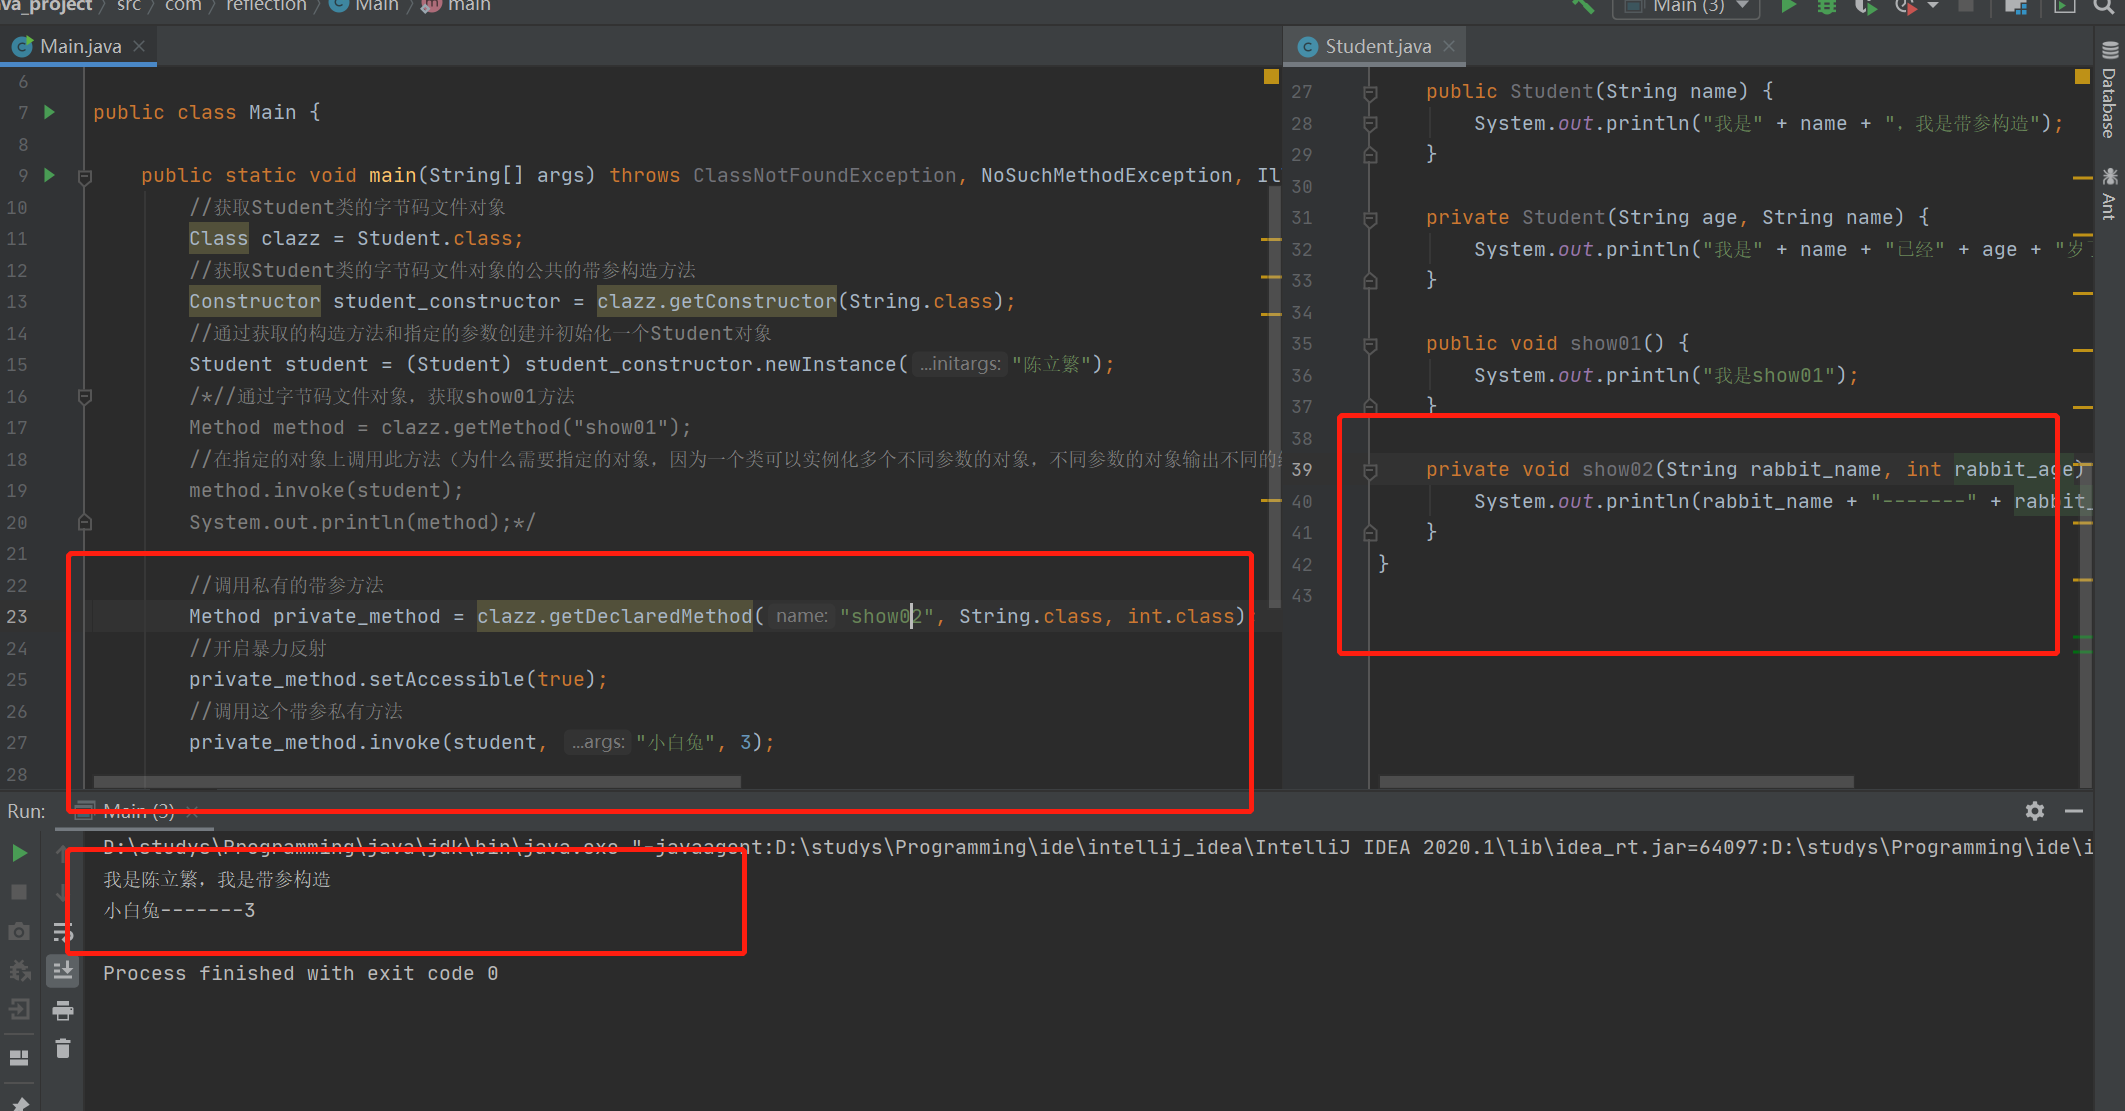 va_project 〉 src 〉 com 〉 reflection 〉 Main 〉 main
Main (3)
Main.java
6
7 public class Main {
8
9 public static void main(String[] args) throws ClassNotFoundException, NoSuchMethodException, Il
10 //获取Student类的字节码文件对象
11 Class clazz = Student.class;
12 //获取Student类的字节码文件对象的公共的带参构造方法
13 Constructor student_constructor = clazz.getConstructor(String.class);
14 //通过获取的构造方法和指定的参数创建并初始化一个Student对象
15 Student student = (Student) student_constructor.newInstance( ...initargs: "陈立繁");
16 /*//通过字节码文件对象，获取show01方法
17 Method method = clazz.getMethod("show01");
18 //在指定的对象上调用此方法（为什么需要指定的对象，因为一个类可以实例化多个不同参数的对象，不同参数的对象输出不同的
19 method.invoke(student);
20 System.out.println(method);*/
21
22 //调用私有的带参方法
23 Method private_method = clazz.getDeclaredMethod( name: "show02", String.class, int.class)
24 //开启暴力反射
25 private_method.setAccessible(true);
26 //调用这个带参私有方法
27 private_method.invoke(student, ...args: "小白兔", 3);
28
Student.java
27 public Student(String name) {
28 System.out.println("我是" + name + "，我是带参构造");
29 }
30
31 private Student(String age, String name) {
32 System.out.println("我是" + name + "已经" + age + "岁
33 }
34
35 public void show01() {
36 System.out.println("我是show01");
37 }
38
39 private void show02(String rabbit_name, int rabbit_age)
40 System.out.println(rabbit_name + "-------" + rabbit_
41 }
42 }
43
Database
Ant
Run: Main (3)
D:\studys\Programming\java\jdk\bin\java.exe "-javaagent:D:\studys\Programming\ide\intellij_idea\IntelliJ IDEA 2020.1\lib\idea_rt.jar=64097:D:\studys\Programming\ide\i
我是陈立繁，我是带参构造
小白兔-------3
Process finished with exit code 0